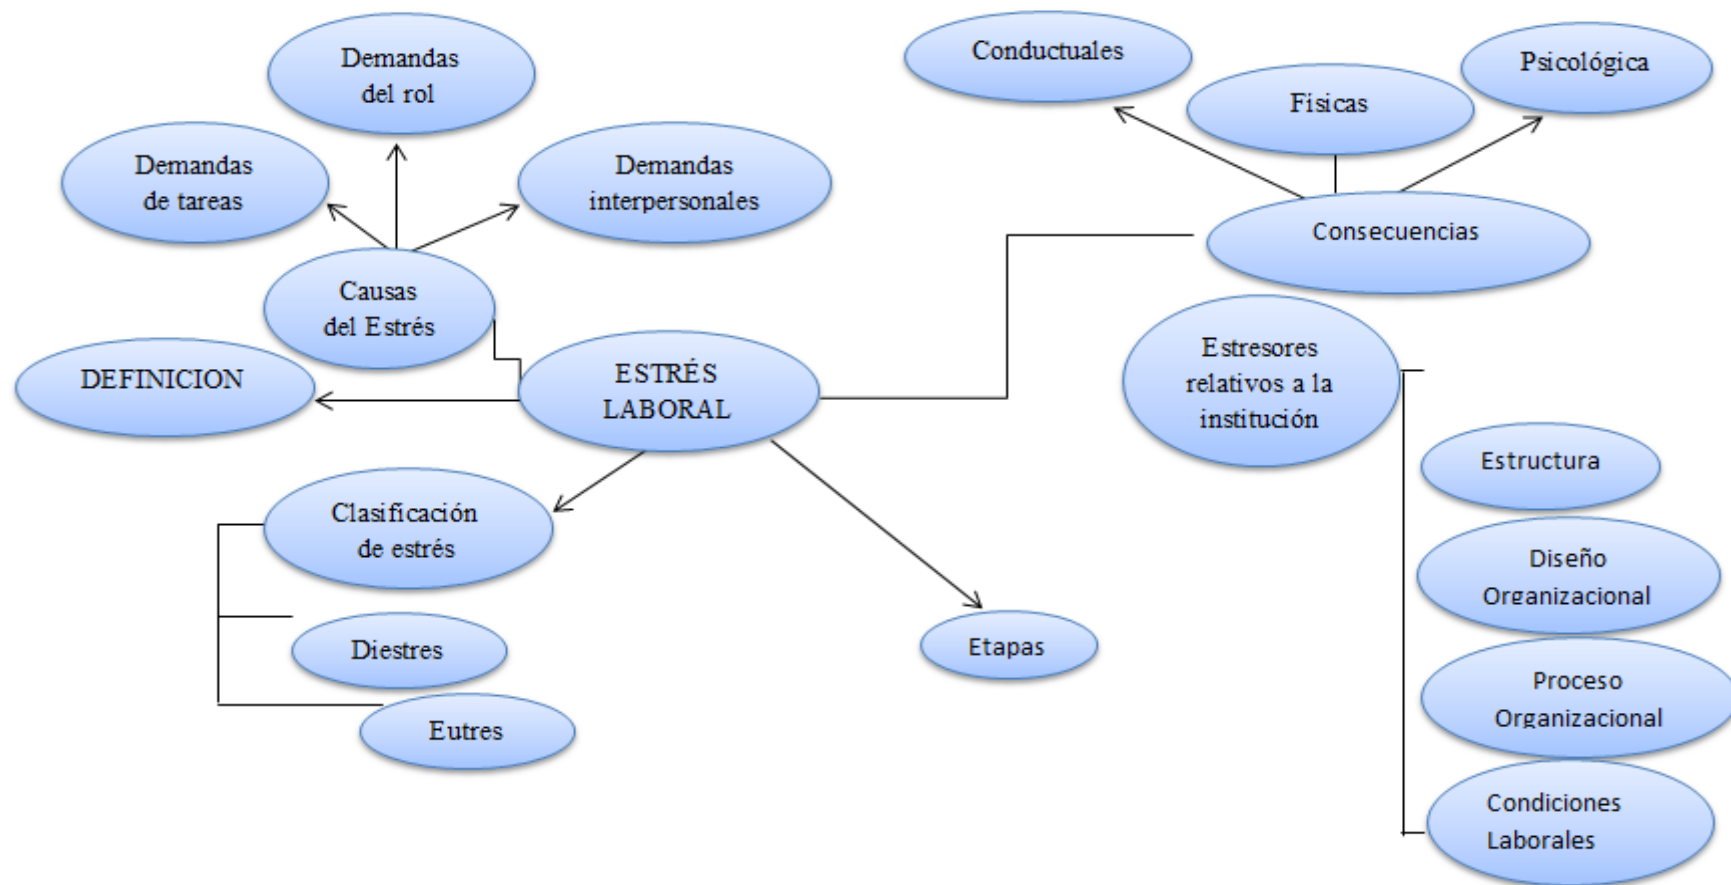 Demandas
del rol
Conductuales
Psicológica
Físicas
Demandas
de tareas
Demandas
interpersonales
Consecuencias
Causas
del Estrés
DEFINICION
ESTRÉS
LABORAL
Estresores
relativos a la
institución
Estructura
Clasificación
de estrés
Diseño
Organizacional
Diestres
Etapas
Proceso
Organizacional
Eutres
Condiciones
Laborales